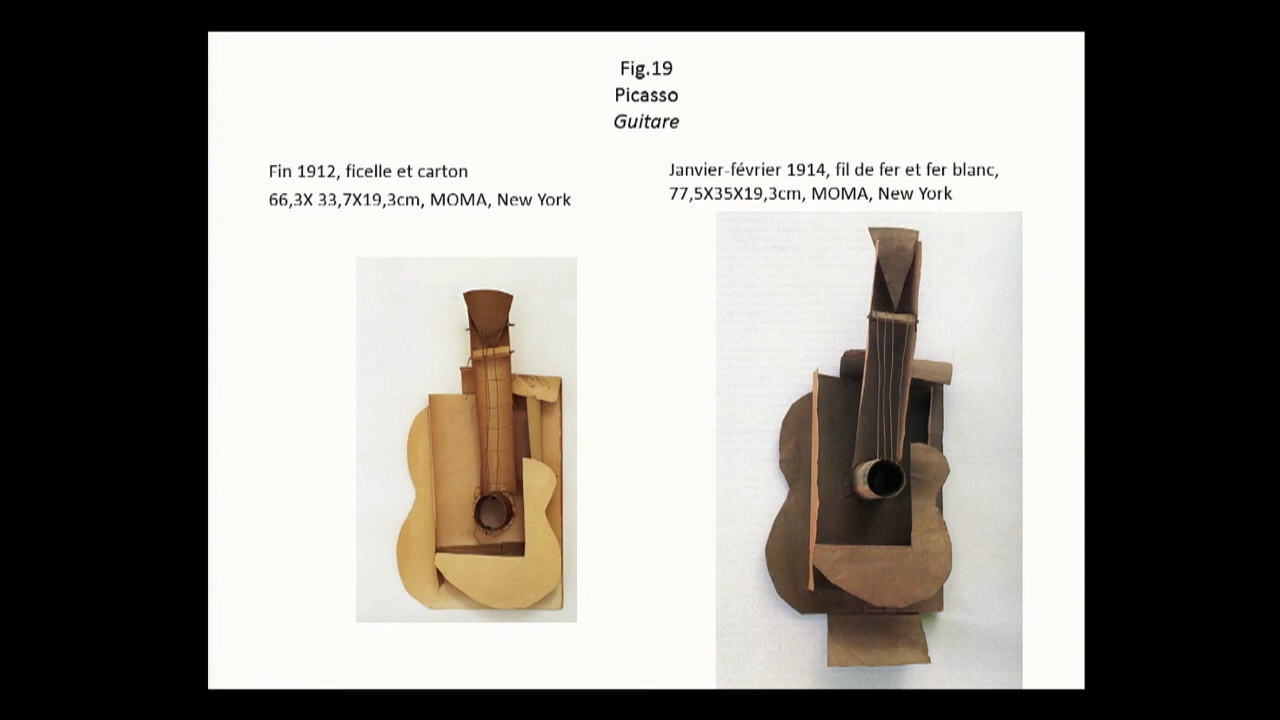 Fig.19
Picasso
Guitare
Fin 1912, ficelle et carton
66,3X 33,7X19,3cm, MOMA, New York
Janvier-février 1914, fil de fer et fer blanc,
77,5X35X19,3cm, MOMA, New York